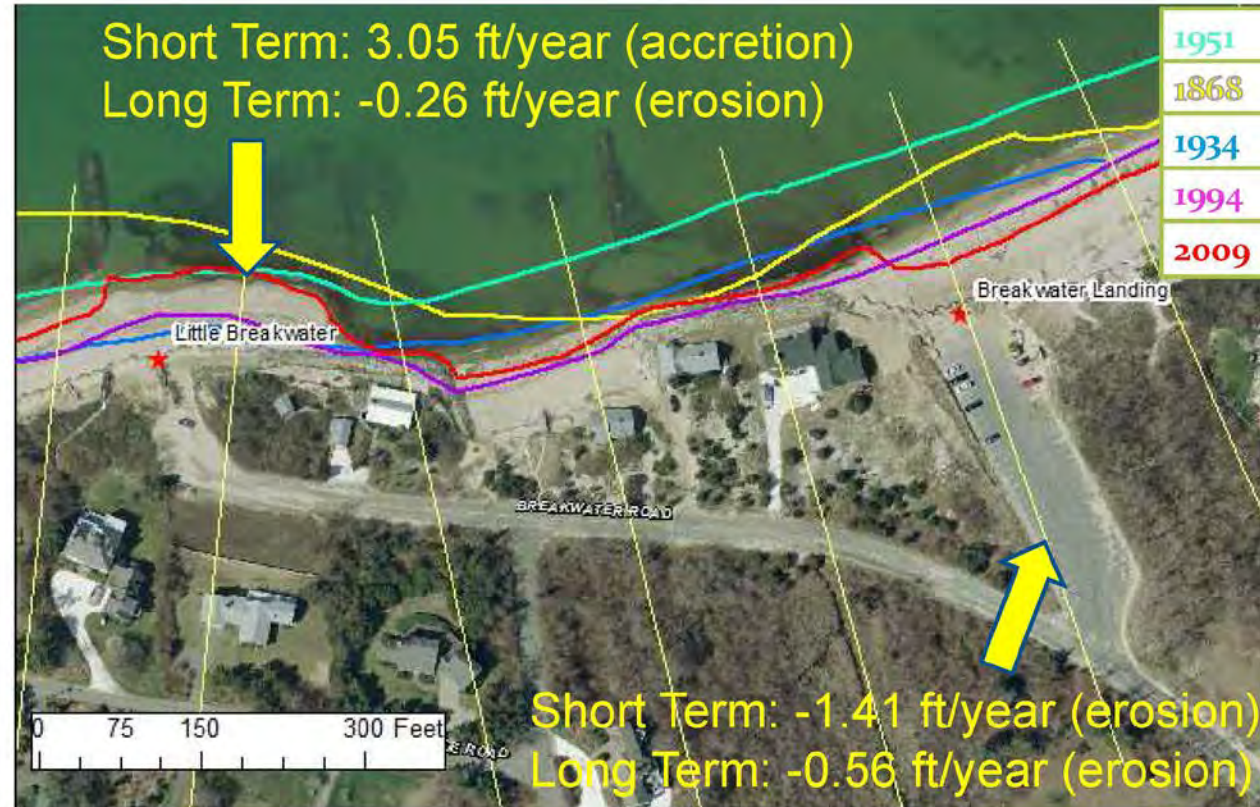 Short Term: 3.05 ft/year (accretion)
Long Term: -0.26 ft/year (erosion)
1951
1868
1934
1994
2009
Little Breakwater
Breakwater Landing
BREAKWATER ROAD
0 75 150 300 Feet
ROAD
Short Term: -1.41 ft/year (erosion)
Long Term: -0.56 ft/year (erosion)